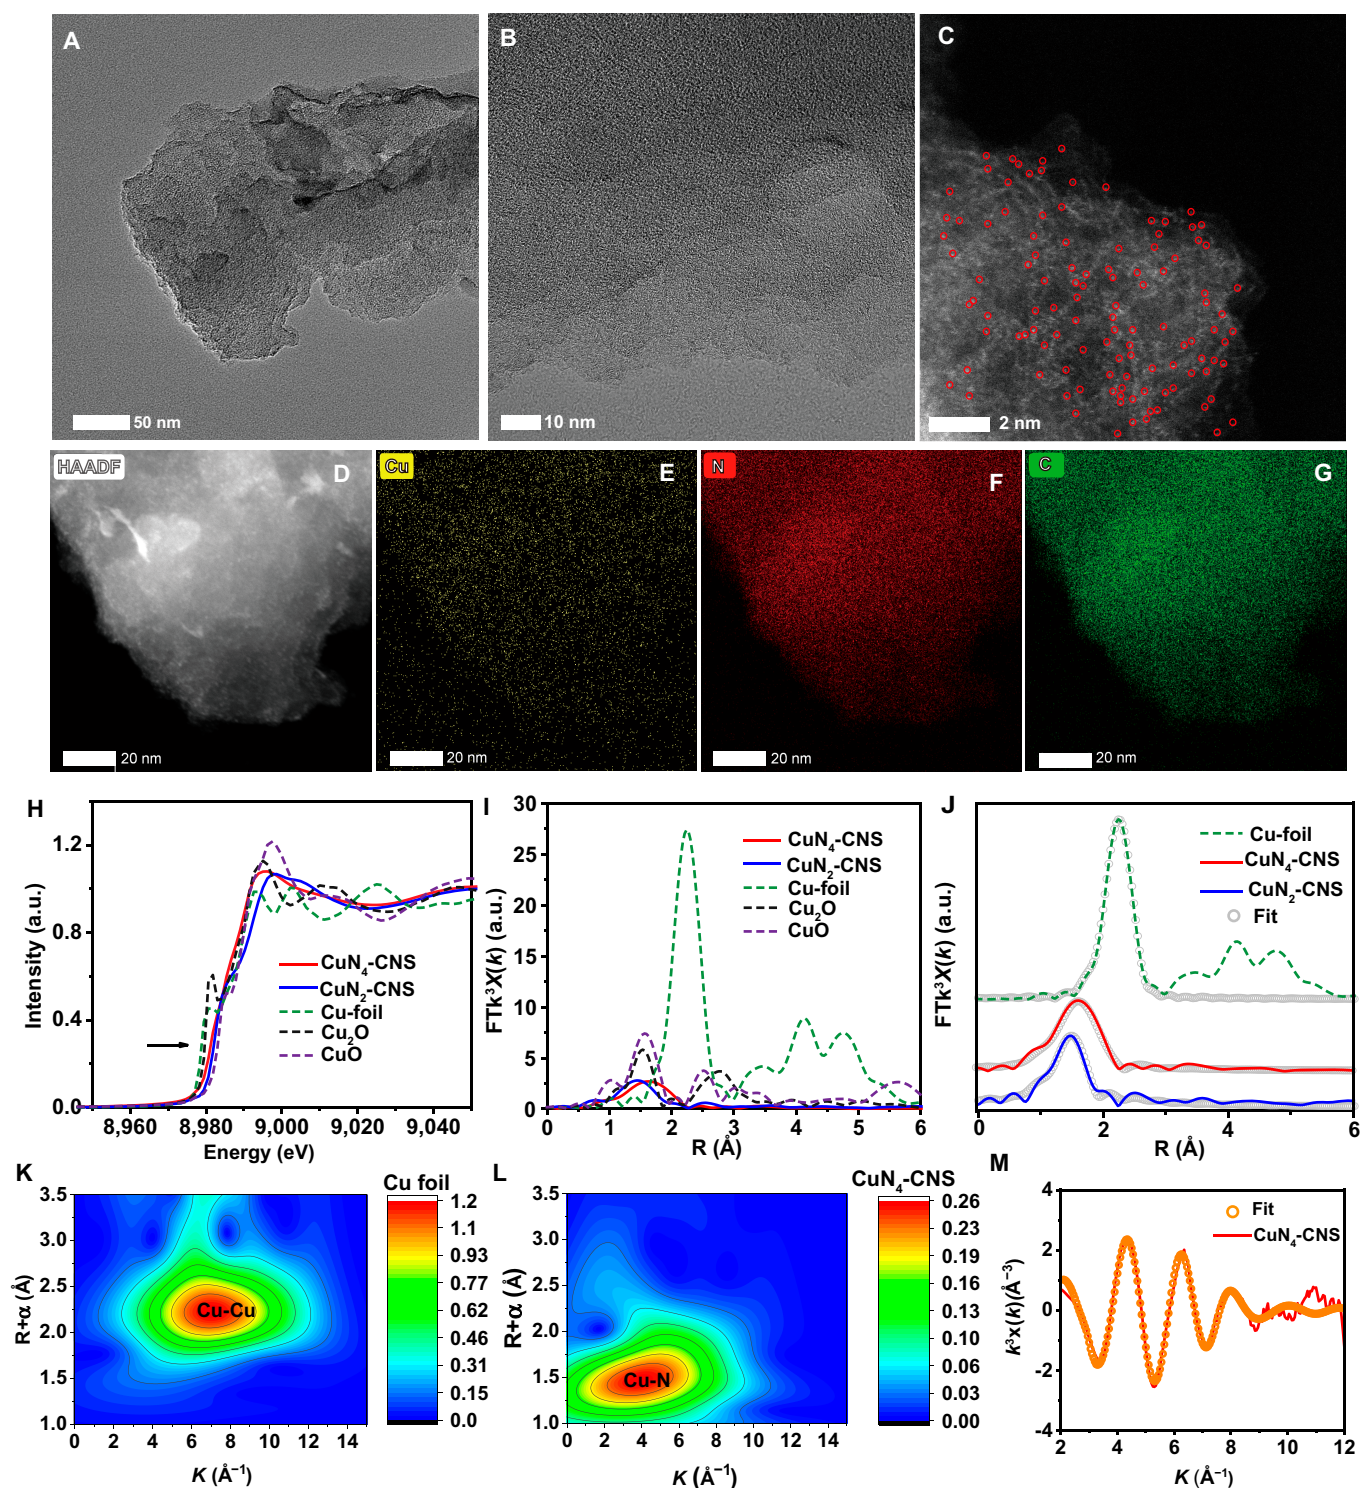 A
B
C
50 nm
10 nm
2 nm
HAADF
D
Cu
E
N
F
C
G
20 nm
20 nm
20 nm
20 nm
H
Intensity (a.u.)
1.2
0.8
0.4
0.0
CuN₄-CNS
CuN₂-CNS
Cu-foil
Cu₂O
CuO
8,960 8,980 9,000 9,020 9,040
Energy (eV)
I
FTk³X(k) (a.u.)
30
25
20
15
10
5
0
CuN₄-CNS
CuN₂-CNS
Cu-foil
Cu₂O
CuO
0 1 2 3 4 5 6
R (Å)
J
FTk³X(k) (a.u.)
Cu-foil
CuN₄-CNS
CuN₂-CNS
Fit
0 2 4 6
R (Å)
K
Cu foil
R+α (Å)
3.5
3.0
2.5
2.0
1.5
1.0
Cu-Cu
0 2 4 6 8 10 12 14
K (Å⁻¹)
1.2
1.1
0.93
0.77
0.62
0.46
0.31
0.15
0.0
L
CuN₄-CNS
R+α (Å)
3.5
3.0
2.5
2.0
1.5
1.0
Cu-N
0 2 4 6 8 10 12 14
K (Å⁻¹)
0.26
0.23
0.19
0.16
0.13
0.10
0.06
0.03
0.00
M
k³x(k)(Å⁻³)
4
2
0
-2
-4
Fit
CuN₄-CNS
2 4 6 8 10 12
K (Å⁻¹)